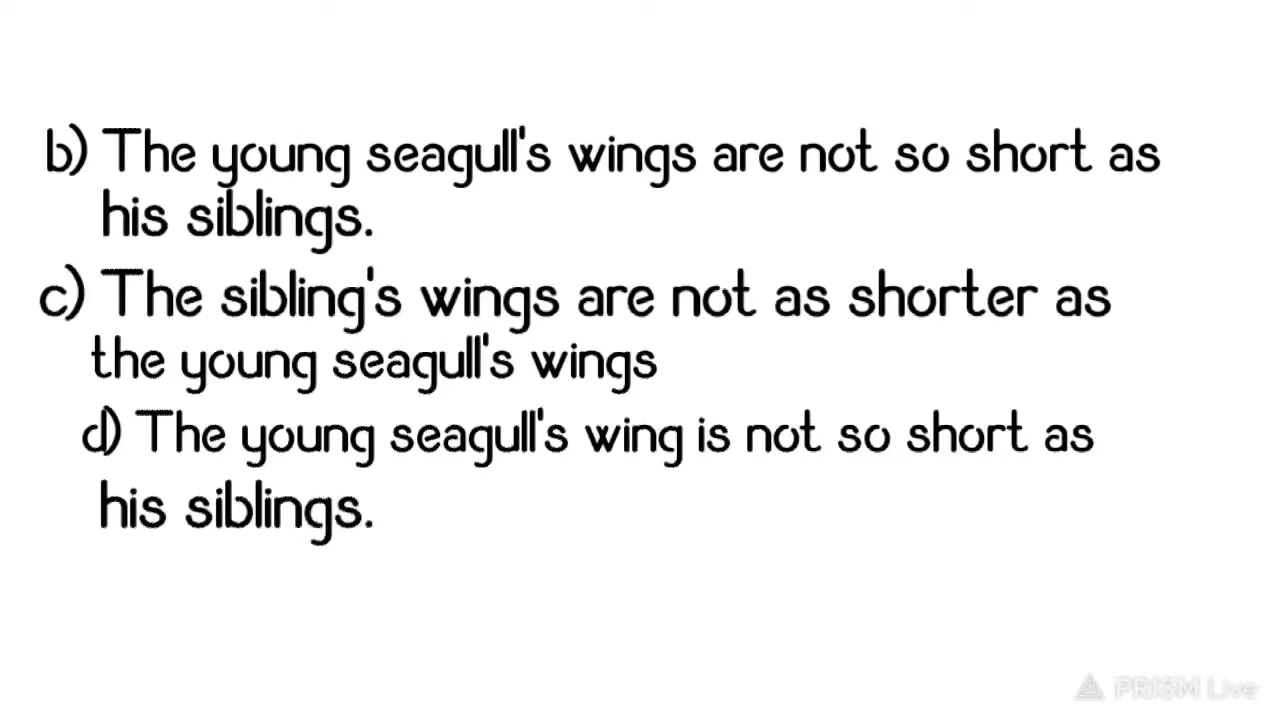 b) The young seagull's wings are not so short as
his siblings.
c) The sibling's wings are not as shorter as
the young seagull's wings
d) The young seagull's wing is not so short as
his siblings.
PRISM Live